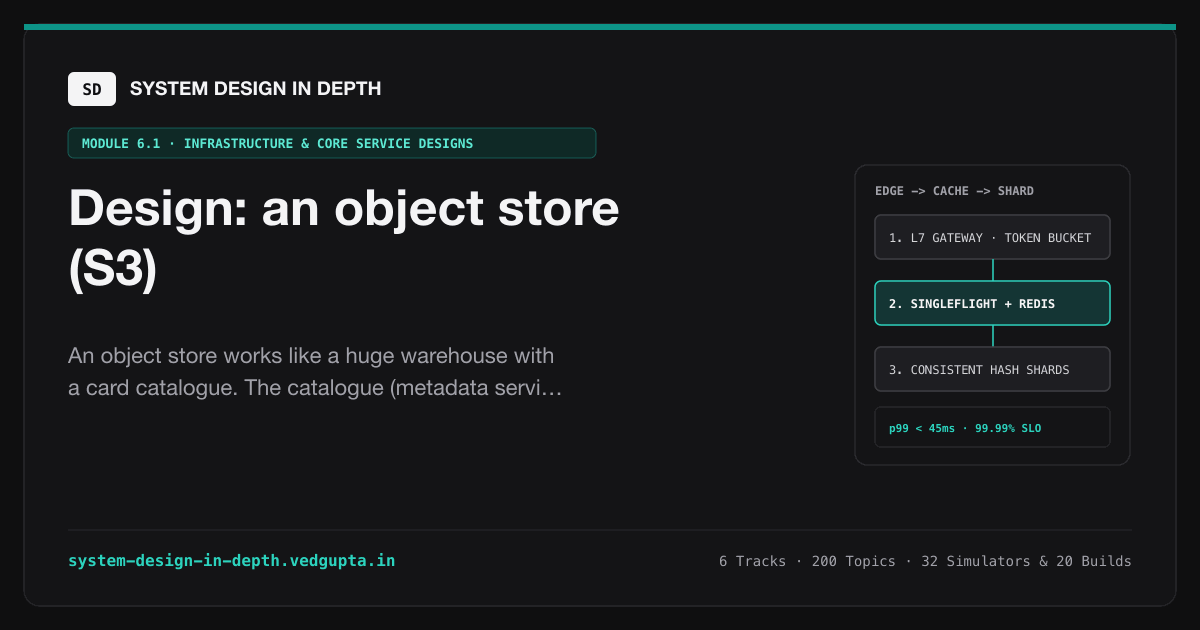 SD SYSTEM DESIGN IN DEPTH
MODULE 6.1 · INFRASTRUCTURE & CORE SERVICE DESIGNS
Design: an object store
(S3)
An object store works like a huge warehouse with
a card catalogue. The catalogue (metadata servi…
EDGE —> CACHE —> SHARD
1. L7 GATEWAY · TOKEN BUCKET
2. SINGLEFLIGHT + REDIS
3. CONSISTENT HASH SHARDS
p99 < 45ms · 99.99% SLO
system-design-in-depth.vedgupta.in
6 Tracks · 200 Topics · 32 Simulators & 20 Builds